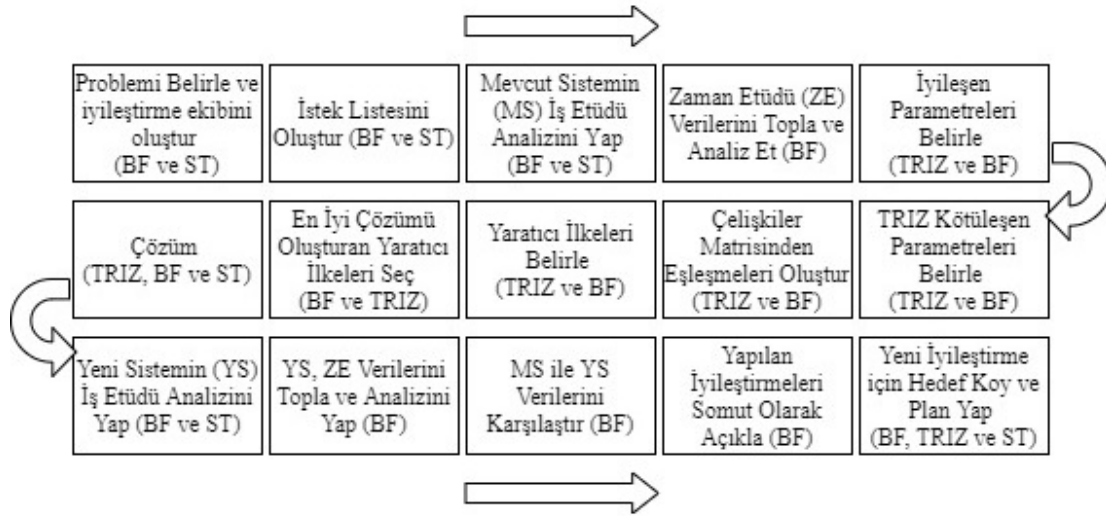 Problemi Belirle ve
iyileştirme ekibini
oluştur
(BF ve ST)
İstek Listesini
Oluştur (BF ve ST)
Mevcut Sistemin
(MS) İş Etüdü
Analizini Yap
(BF ve ST)
Zaman Etüdü (ZE)
Verilerini Topla ve
Analiz Et (BF)
İyileşen
Parametreleri
Belirle
(TRIZ ve BF)
TRIZ Kötüleşen
Parametreleri
Belirle
(TRIZ ve BF)
Çelişkiler
Matrisinden
Eşleşmeleri Oluştur
(TRIZ ve BF)
Yaratıcı İlkeleri
Belirle
(TRIZ ve BF)
En İyi Çözümü
Oluşturan Yaratıcı
İlkeleri Seç
(BF ve TRIZ)
Çözüm
(TRIZ, BF ve ST)
Yeni Sistemin (YS)
İş Etüdü Analizini
Yap (BF ve ST)
YS, ZE Verilerini
Topla ve Analizini
Yap (BF)
MS ile YS
Verilerini
Karşılaştır (BF)
Yapılan
İyileştirmeleri
Somut Olarak
Açıkla (BF)
Yeni İyileştirme
için Hedef Koy ve
Plan Yap
(BF, TRIZ ve ST)